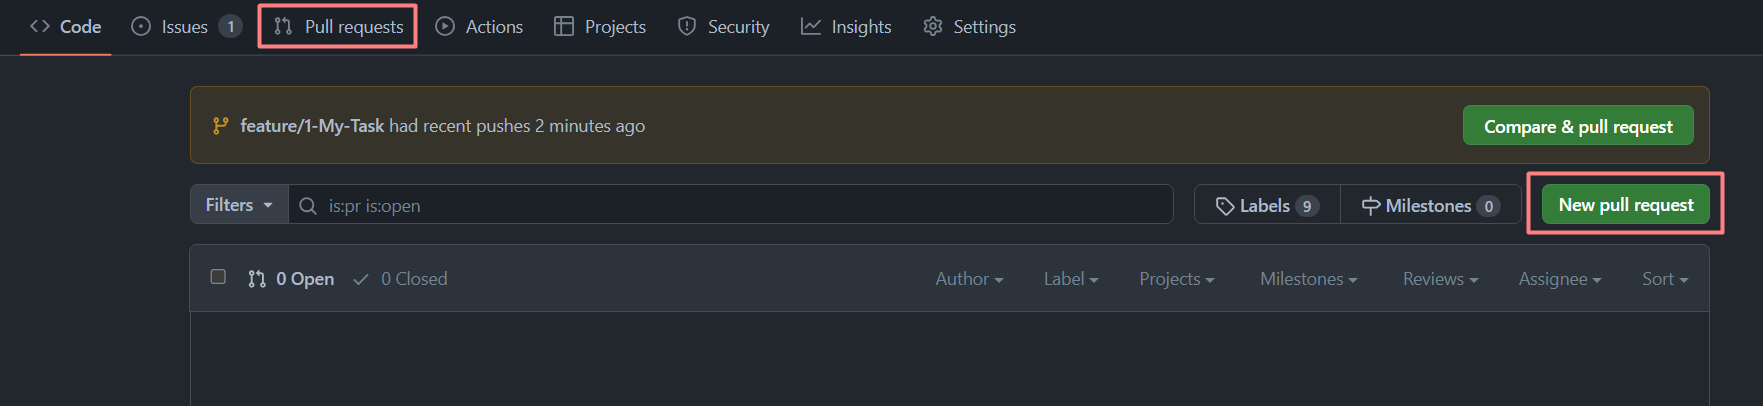 Code Issues 1 Pull requests Actions Projects Security Insights Settings
feature/1-My-Task had recent pushes 2 minutes ago Compare & pull request
Filters is:pr is:open Labels 9 Milestones 0 New pull request
0 Open 0 Closed Author Label Projects Milestones Reviews Assignee Sort